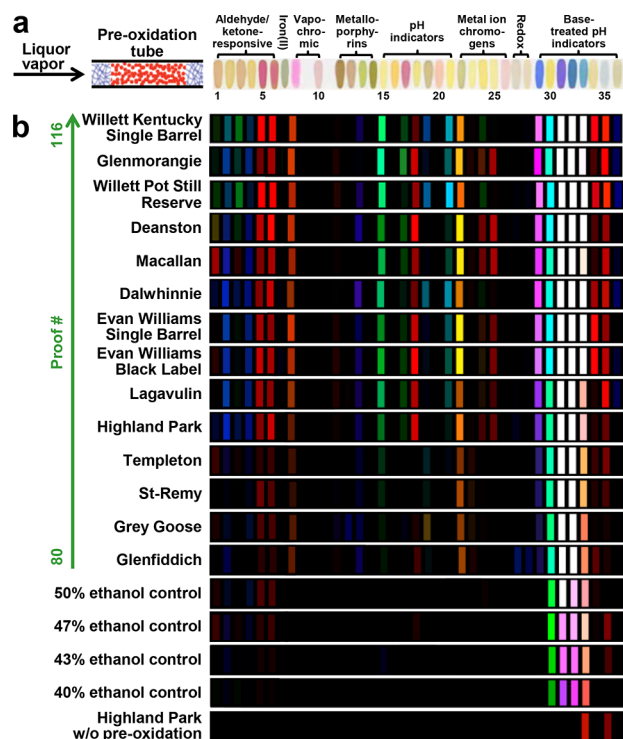 a
Liquor
vapor
Pre-oxidation
tube
Aldehyde/
ketone-
responsive
Iron(II)
Vapo-
chro-
mic
Metallo-
porphy-
rins
pH
indicators
Metal ion
chromo-
gens
Redox
Base-
treated pH
indicators
1 5 10 15 20 25 30 35
b
116
Proof #
80
Willett Kentucky
Single Barrel
Glenmorangie
Willett Pot Still
Reserve
Deanston
Macallan
Dalwhinnie
Evan Williams
Single Barrel
Evan Williams
Black Label
Lagavulin
Highland Park
Templeton
St-Remy
Grey Goose
Glenfiddich
50% ethanol control
47% ethanol control
43% ethanol control
40% ethanol control
Highland Park
w/o pre-oxidation